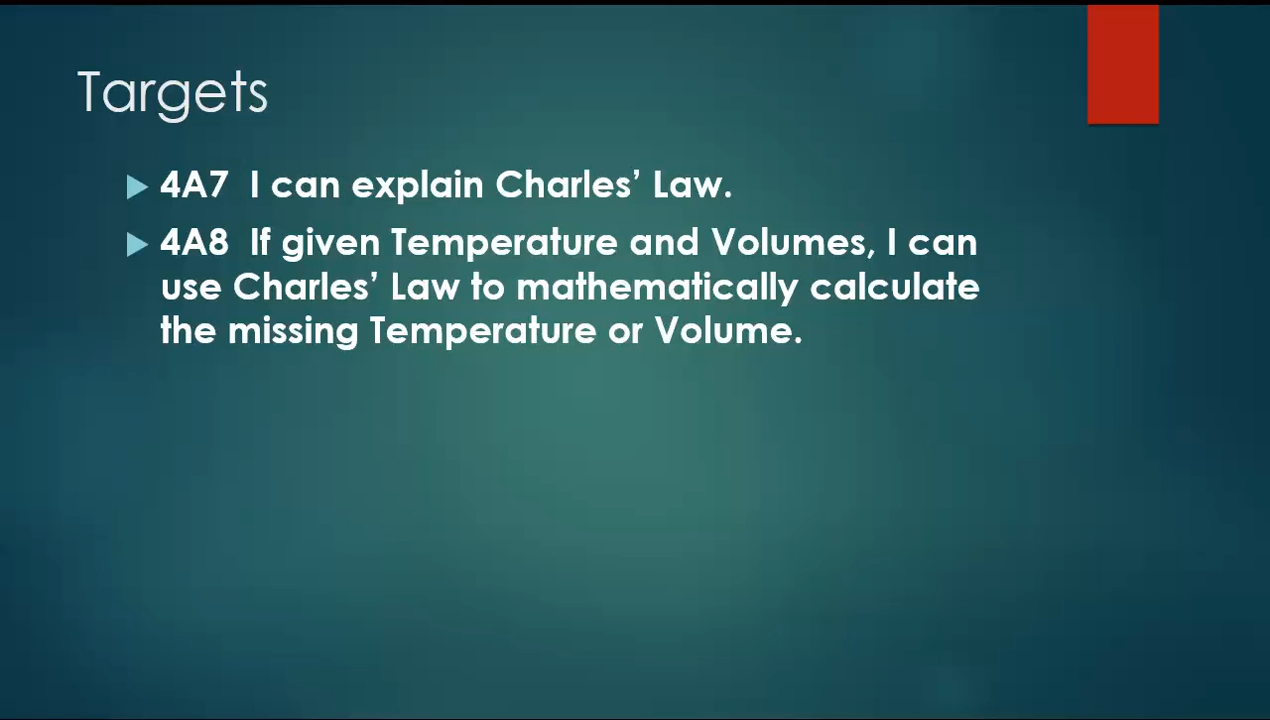 Targets
4A7  I can explain Charles’ Law.
4A8  If given Temperature and Volumes, I can
use Charles’ Law to mathematically calculate
the missing Temperature or Volume.